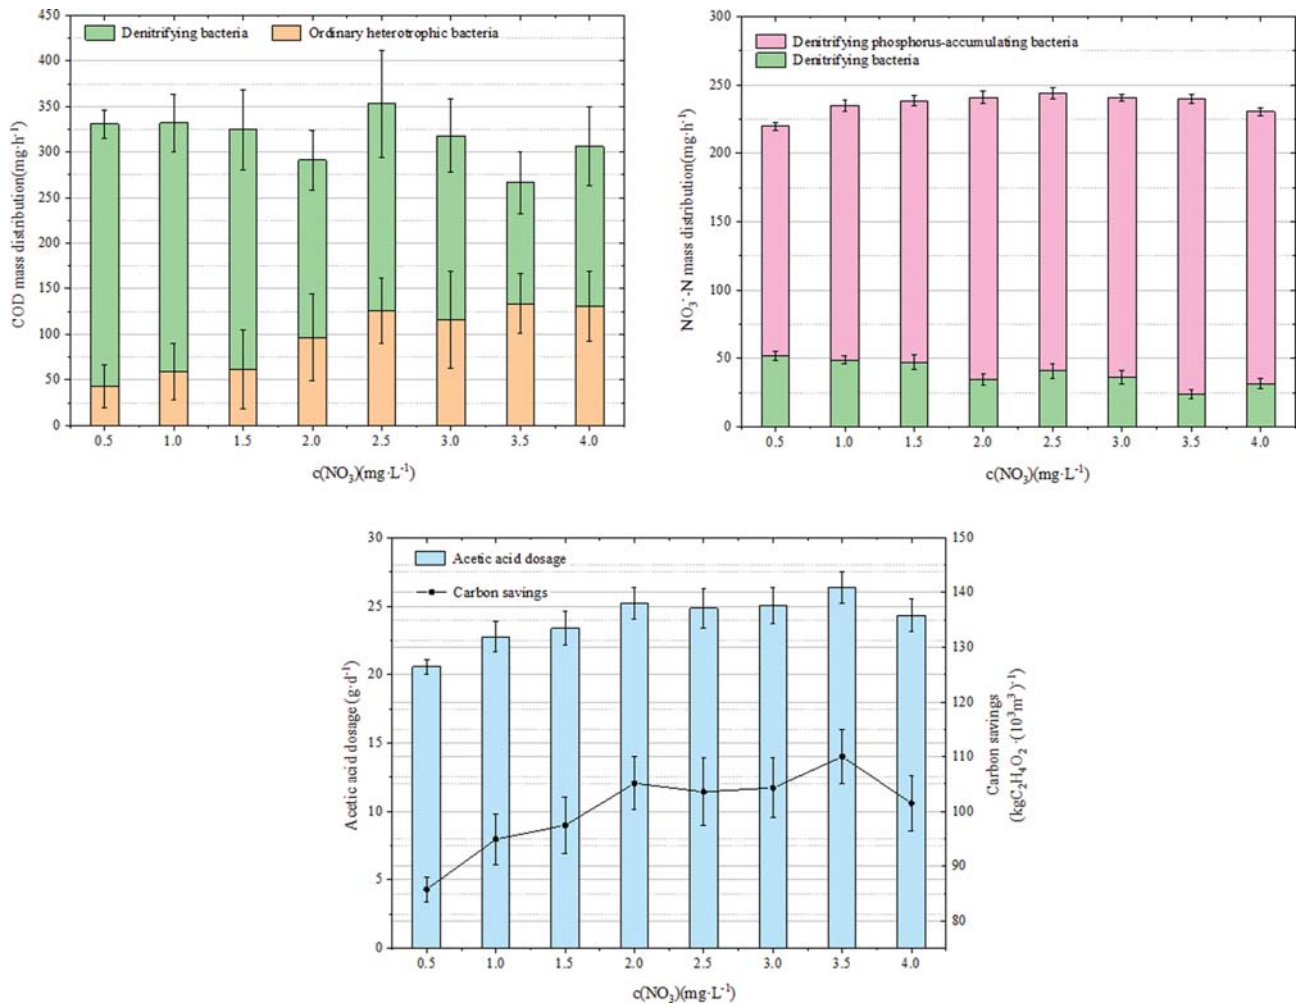 Denitrifying bacteria
Ordinary heterotrophic bacteria
COD mass distribution(mg·h⁻¹)
450
400
350
300
250
200
150
100
50
0
0.5 1.0 1.5 2.0 2.5 3.0 3.5 4.0
c(NO₃)(mg·L⁻¹)
Denitrifying phosphorus-accumulating bacteria
Denitrifying bacteria
NO₃⁻-N mass distribution(mg·h⁻¹)
300
250
200
150
100
50
0
0.5 1.0 1.5 2.0 2.5 3.0 3.5 4.0
c(NO₃)(mg·L⁻¹)
Acetic acid dosage
Carbon savings
Acetic acid dosage (g·d⁻¹)
30
25
20
15
10
5
0
150
140
130
120
110
100
90
80
Carbon savings
(kgC₂H₄O₂·(10³m³)⁻¹
0.5 1.0 1.5 2.0 2.5 3.0 3.5 4.0
c(NO₃)(mg·L⁻¹)